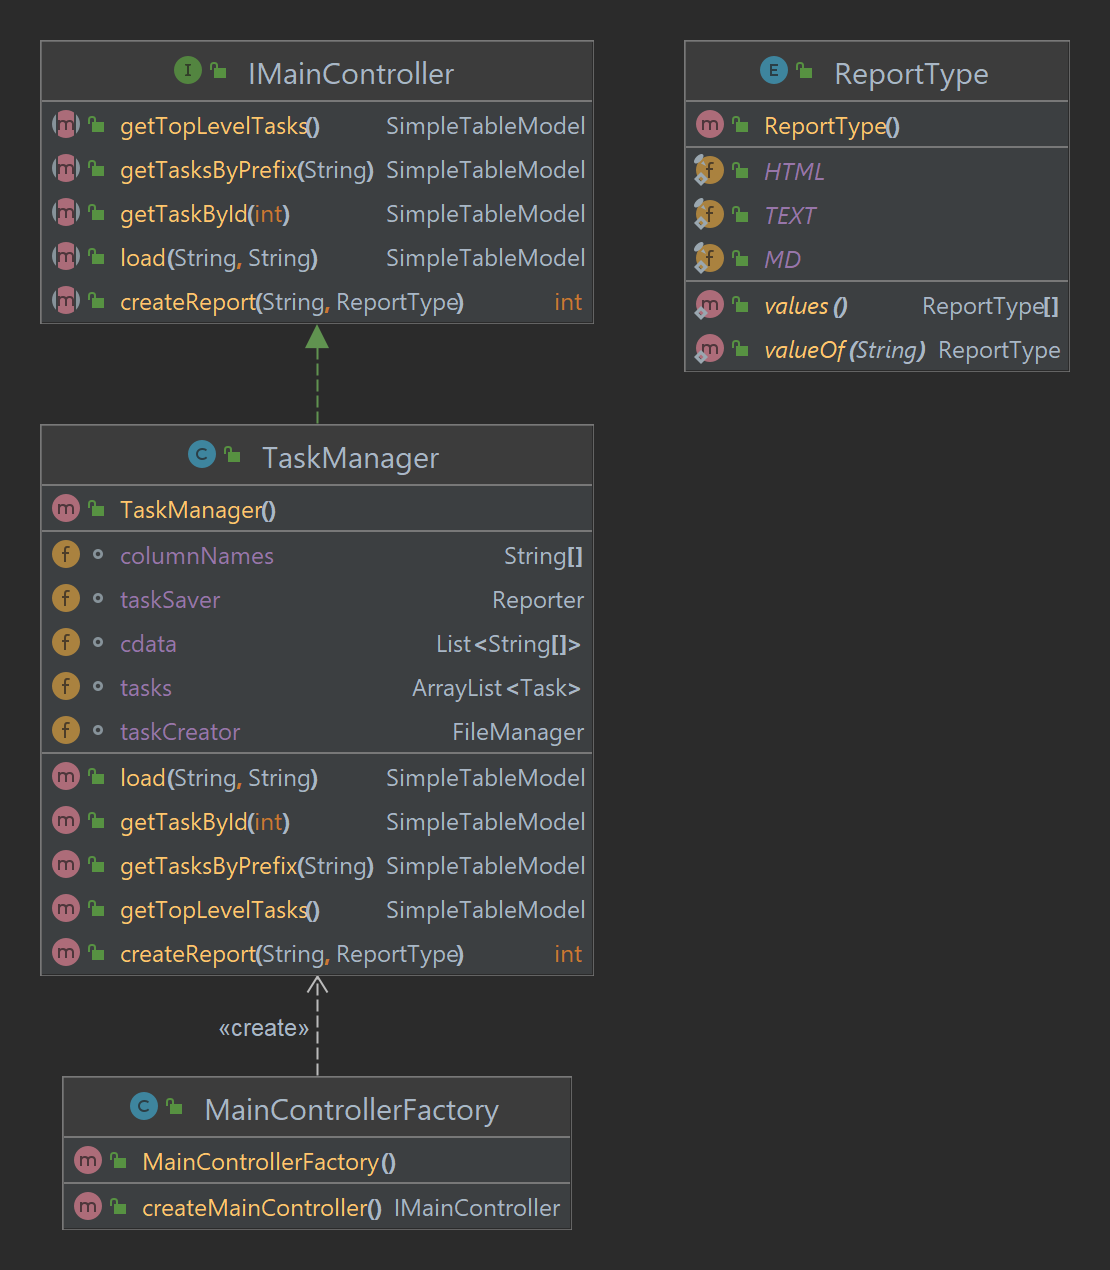 I IMainController
m getTopLevelTasks() SimpleTableModel
m getTasksByPrefix(String) SimpleTableModel
m getTaskById(int) SimpleTableModel
m load(String, String) SimpleTableModel
m createReport(String, ReportType) int
E ReportType
m ReportType()
f HTML
f TEXT
f MD
m values() ReportType[]
m valueOf(String) ReportType
C TaskManager
m TaskManager()
f columnNames String[]
f taskSaver Reporter
f cdata List<String[]>
f tasks ArrayList<Task>
f taskCreator FileManager
m load(String, String) SimpleTableModel
m getTaskById(int) SimpleTableModel
m getTasksByPrefix(String) SimpleTableModel
m getTopLevelTasks() SimpleTableModel
m createReport(String, ReportType) int
«create»
C MainControllerFactory
m MainControllerFactory()
m createMainController() IMainController